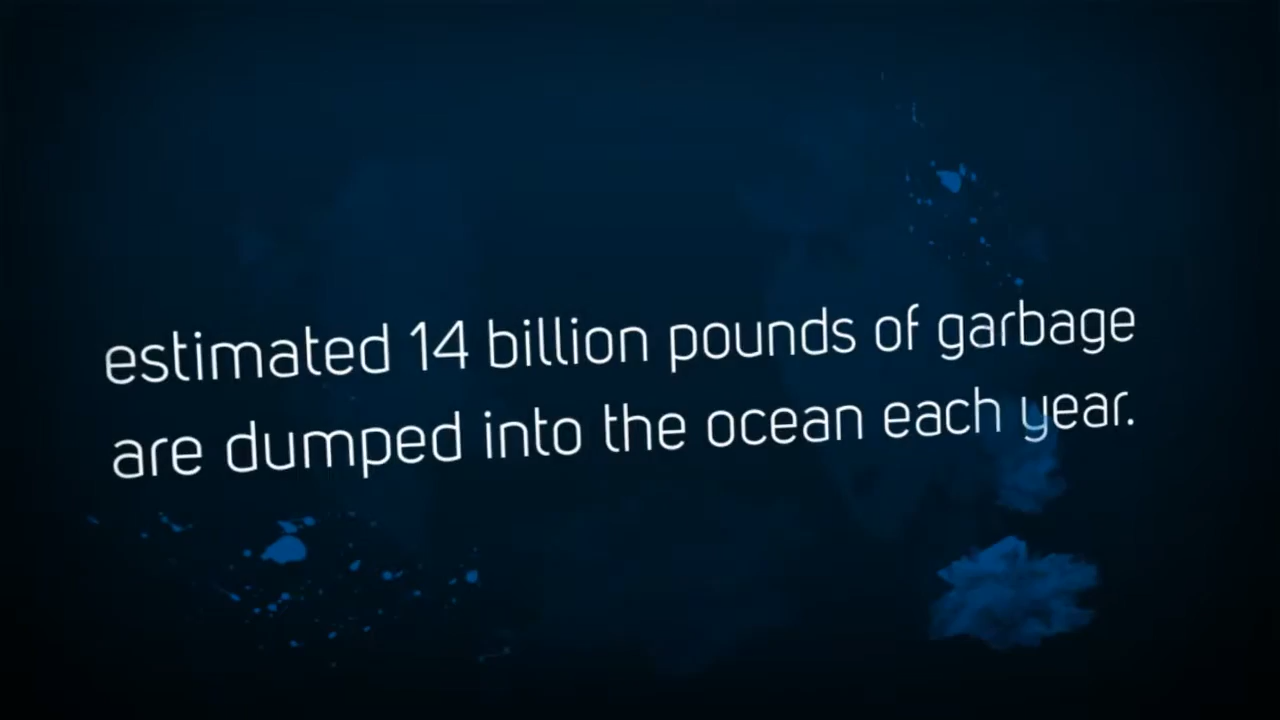 estimated 14 billion pounds of garbage
are dumped into the ocean each year.